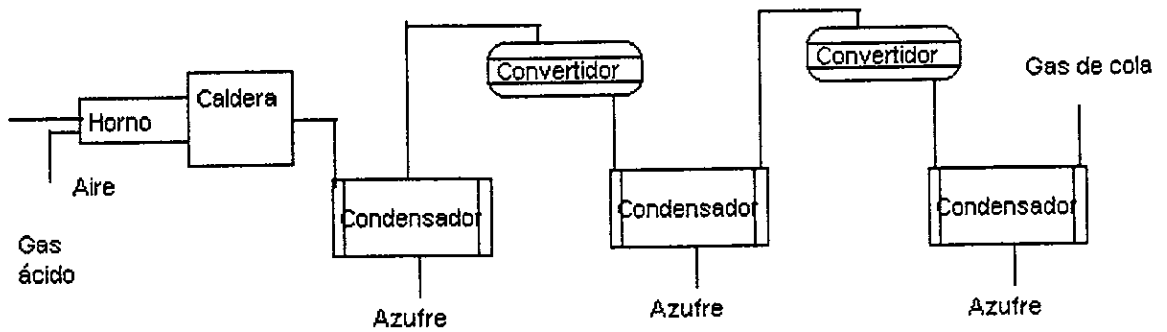 Convertidor
Convertidor
Gas de cola
Caldera
Horno
Aire
Condensador
Condensador
Condensador
Gas
ácido
Azufre
Azufre
Azufre